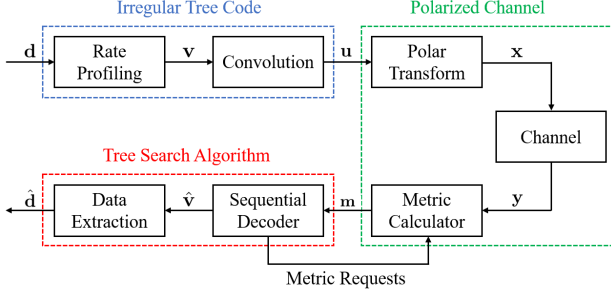 Irregular Tree Code
Polarized Channel
d
Rate
Profiling
v
Convolution
u
Polar
Transform
x
Channel
Tree Search Algorithm
d̂
Data
Extraction
v̂
Sequential
Decoder
m
Metric
Calculator
y
Metric Requests